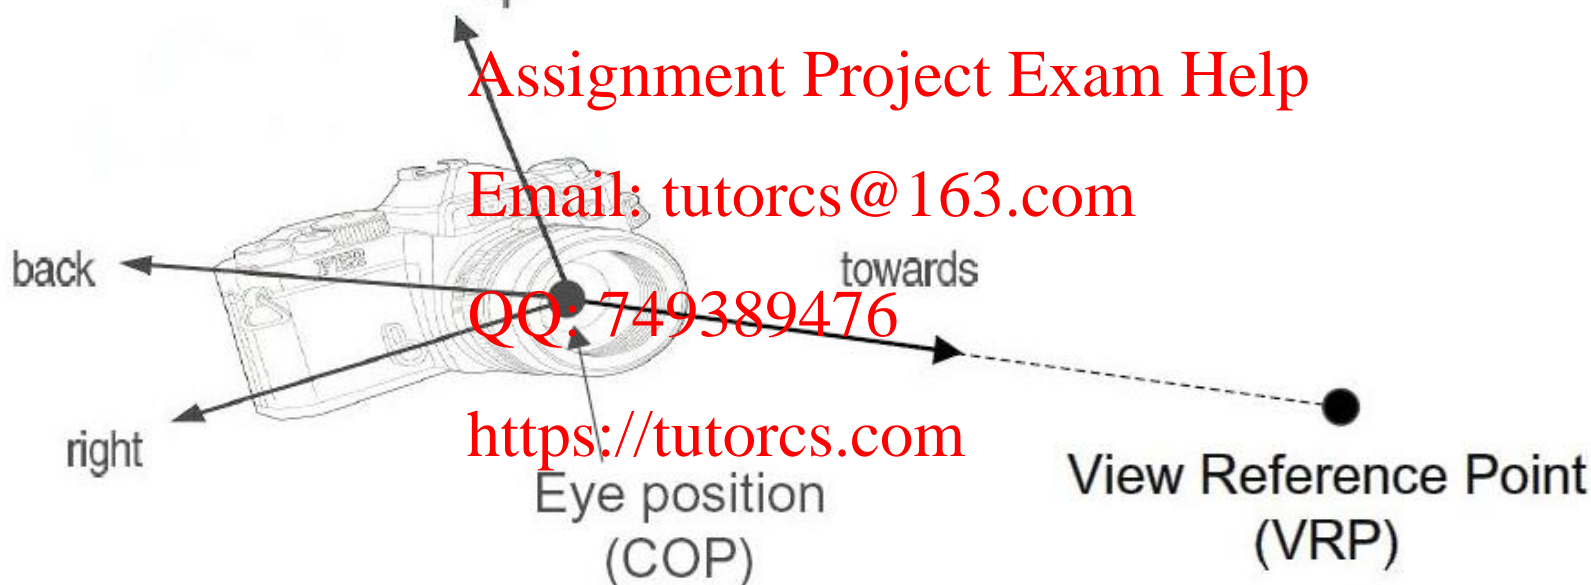 Assignment Project Exam Help
Email: tutorcs@163.com
back
towards
QQ: 749389476
right
https://tutorcs.com
Eye position
(COP)
View Reference Point
(VRP)